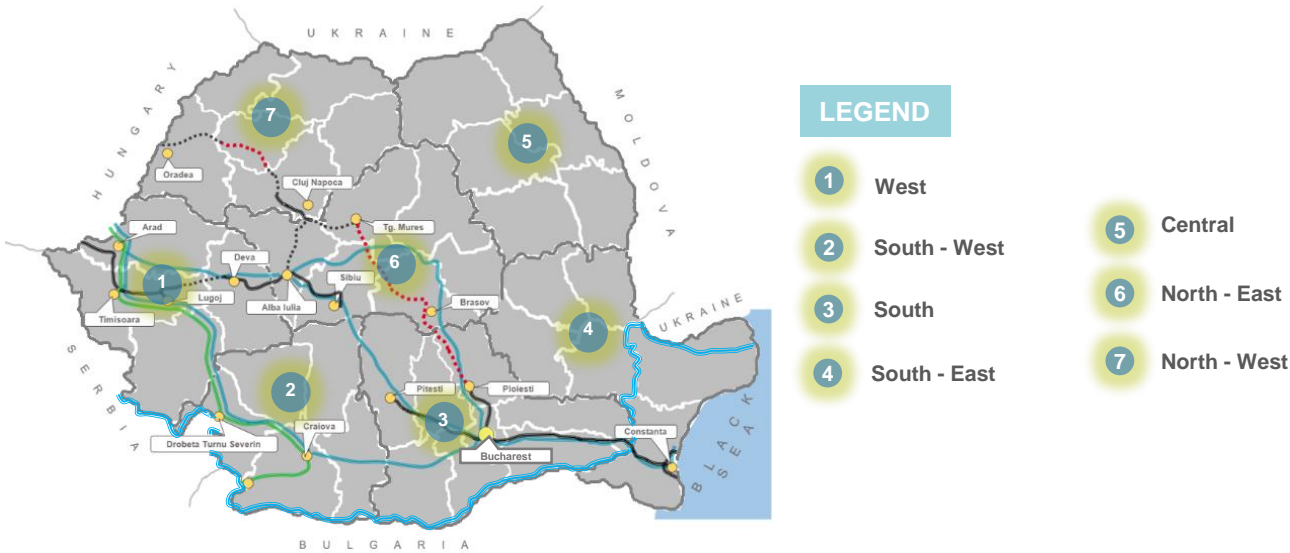 UKRAINE
HUNGARY
MOLDOVA
7
5
Oradea
Cluj Napoca
Tg. Mures
Arad
Deva
6
Sibiu
1
Lugoj
Alba Iulia
Brasov
Timisoara
4
UKRAINE
SERBIA
2
Pitesti
Ploiesti
3
Craiova
Constanta
Drobeta Turnu Severin
Bucharest
BLACK
SEA
BULGARIA
LEGEND
1 West
2 South - West
3 South
4 South - East
5 Central
6 North - East
7 North - West